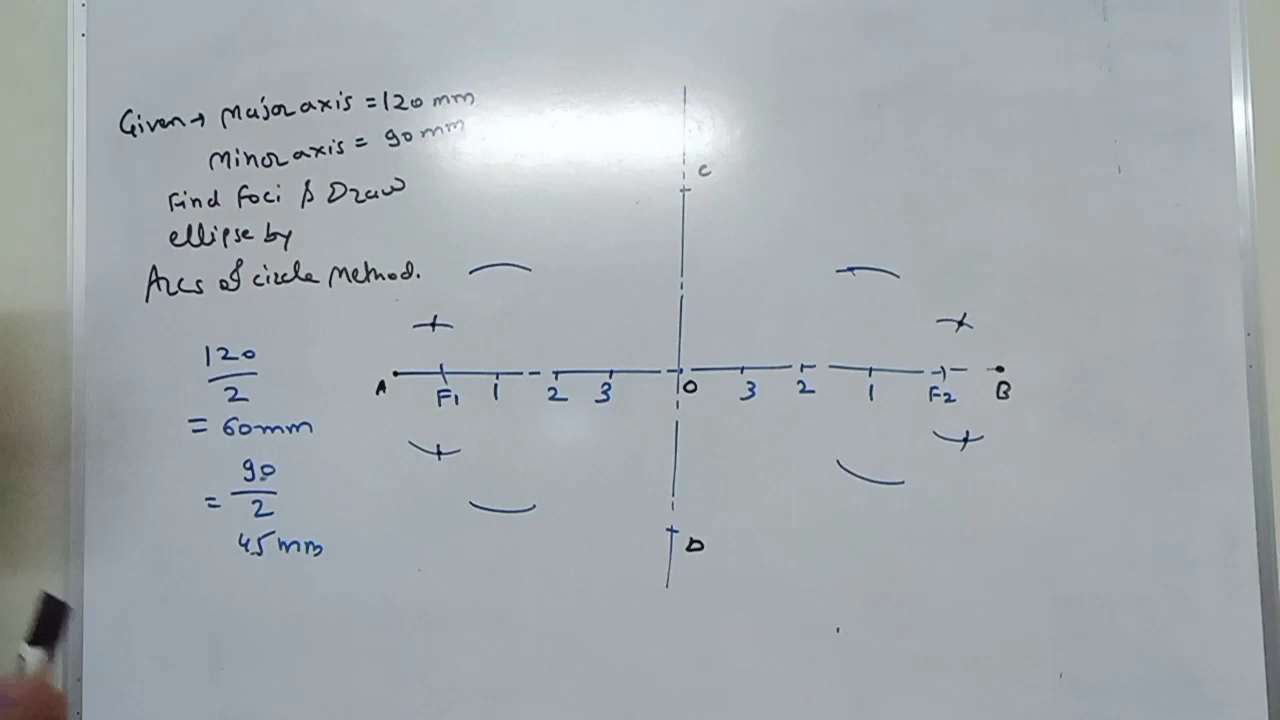 Given → Major axis = 120 mm
Minor axis = 90 mm
Find Foci & Draw
ellipse by
Arcs of circle Method.
120
2
= 60mm
90
= 2
45 mm
C
A F1 1 2 3 O 3 2 1 F2 B
D